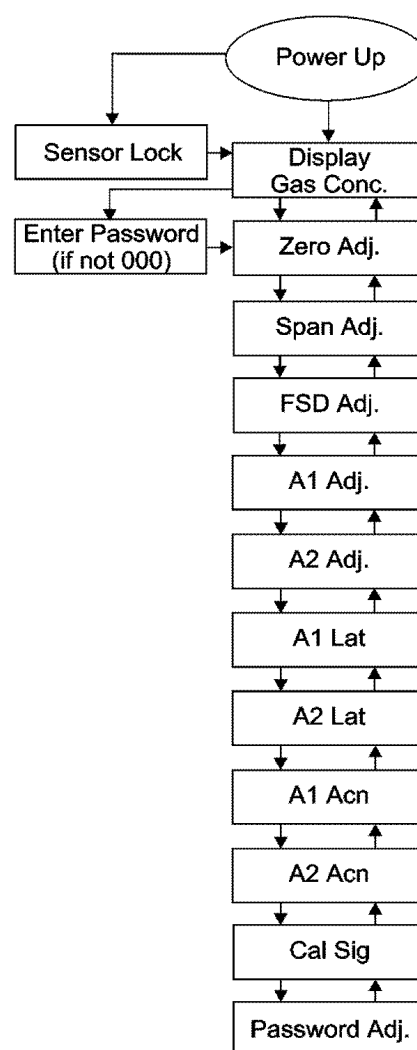 Power Up
Sensor Lock
Display
Gas Conc.
Enter Password
(if not 000)
Zero Adj.
Span Adj.
FSD Adj.
A1 Adj.
A2 Adj.
A1 Lat
A2 Lat
A1 Acn
A2 Acn
Cal Sig
Password Adj.